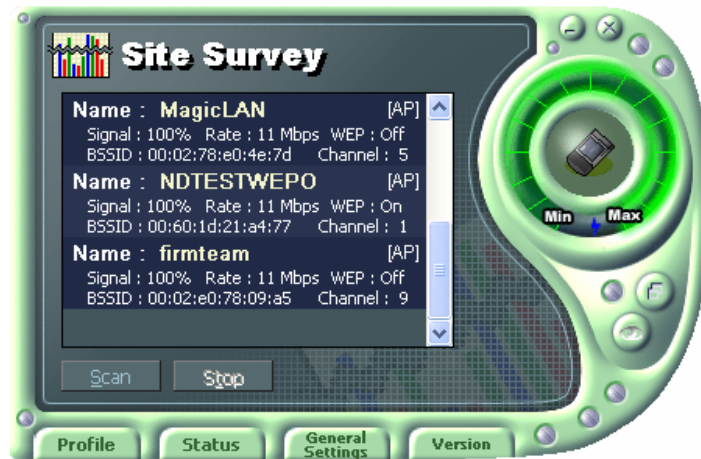 Site Survey
Name : MagicLAN [AP]
Signal : 100% Rate : 11 Mbps WEP : Off
BSSID : 00:02:78:e0:4e:7d Channel : 5
Name : NDTESTWEPO [AP]
Signal : 100% Rate : 11 Mbps WEP : On
BSSID : 00:60:1d:21:a4:77 Channel : 1
Name : firmteam [AP]
Signal : 100% Rate : 11 Mbps WEP : Off
BSSID : 00:02:e0:78:09:a5 Channel : 9
Min Max
Scan Stop
Profile Status General Settings Version